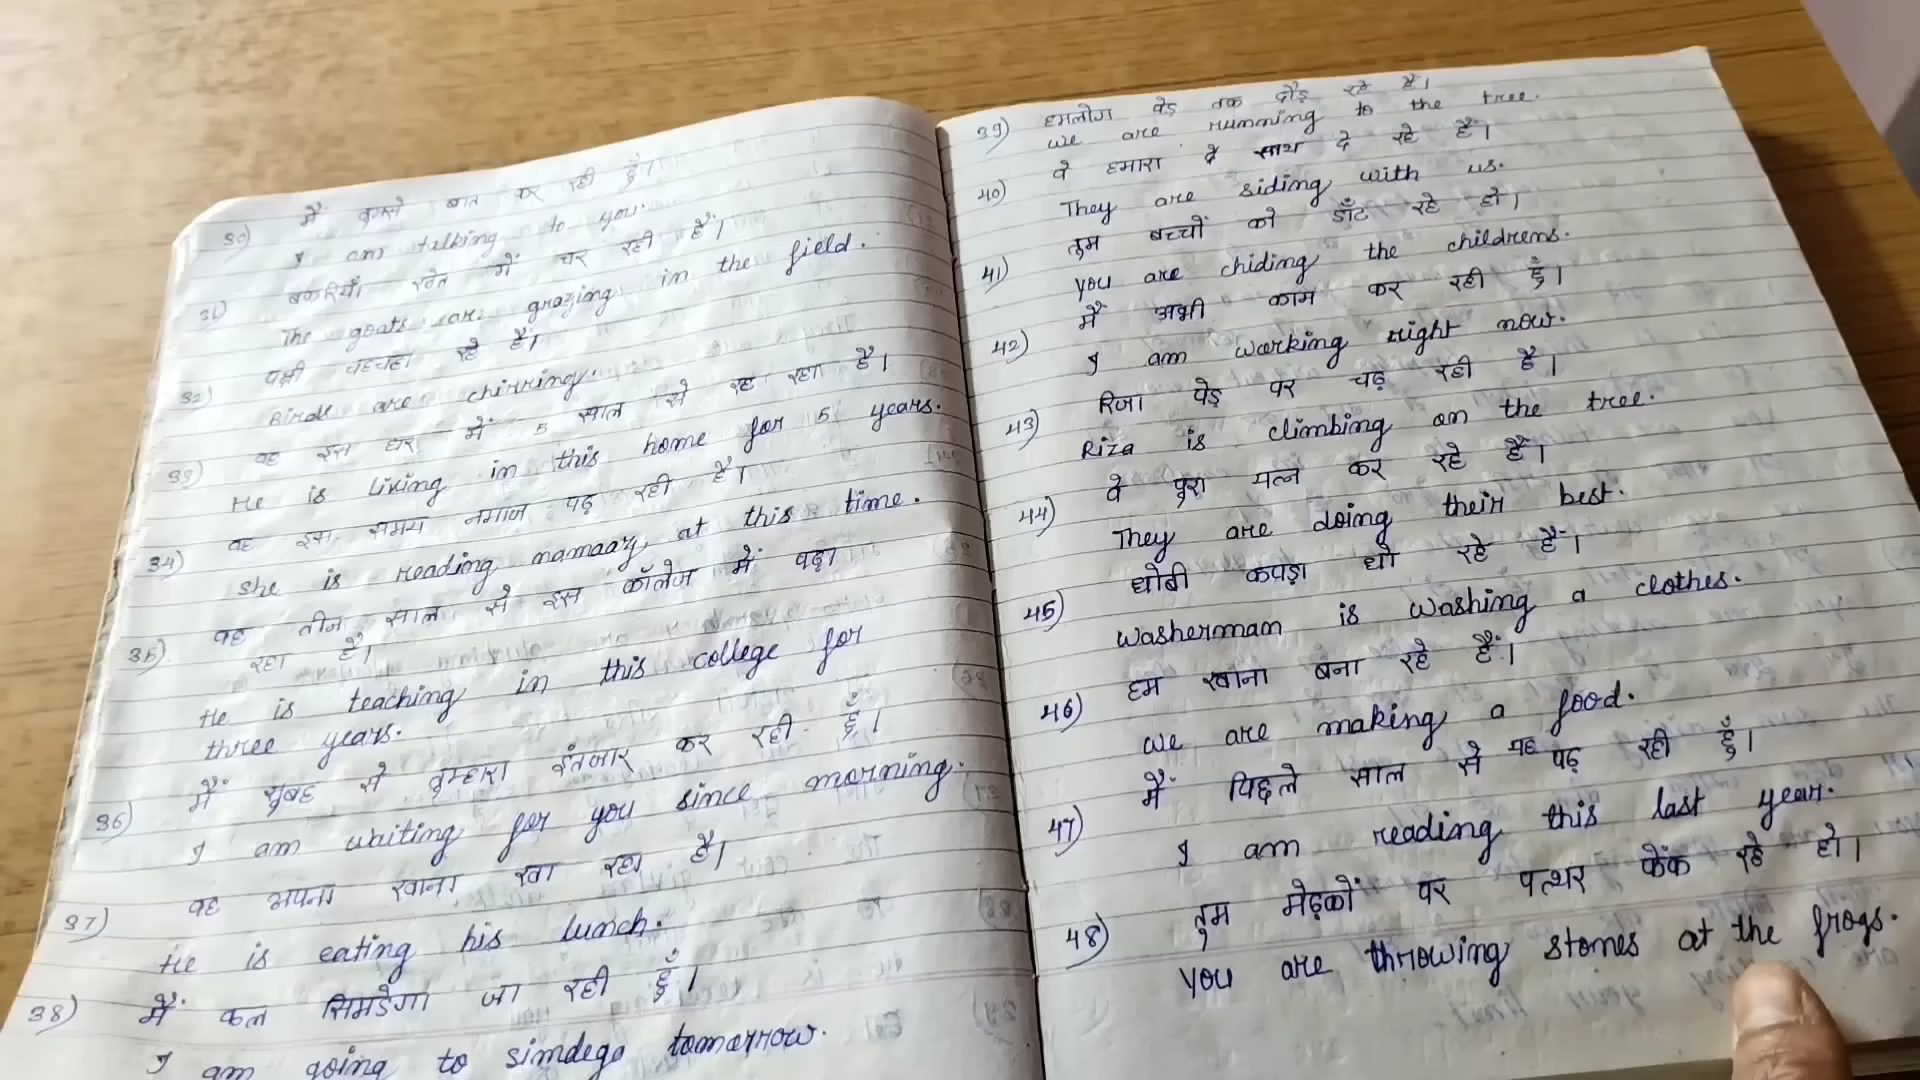 30) मैं तुमसे बात कर रही हूँ।
I am talking to you.
31) बकरियाँ खेत में चर रही हैं।
The goats are grazing in the field.
32) पक्षी चहचहा रहे हैं।
Birds are chirring.
33) वह इस घर में 5 साल से रह रहा है।
He is living in this home for 5 years.
34) वह इस समय नमाज पढ़ रही है।
She is reading namaaz at this time.
35) वह तीन साल से इस कॉलेज में पढ़ा
रहा है।
He is teaching in this college for
three years.
36) मैं सुबह से तुम्हारा इंतजार कर रही हूँ।
I am waiting for you since morning.
37) वह अपना खाना खा रहा है।
He is eating his lunch.
38) मैं कल सिमडेगा जा रही हूँ।
I am going to simdega tomorrow.
39) हमलोग पेड़ तक दौड़ रहे हैं।
We are running to the tree.
40) वे हमारा साथ दे रहे हैं।
They are siding with us.
41) तुम बच्चों को डाँट रहे हो।
You are chiding the childrens.
42) मैं अभी काम कर रही हूँ।
I am working right now.
43) रिजा पेड़ पर चढ़ रही है।
Riza is climbing on the tree.
44) वे पुरा यत्न कर रहे हैं।
They are doing their best.
45) धोबी कपड़ा धो रहे हैं।
Washerman is washing a clothes.
46) हम खाना बना रहे हैं।
We are making a food.
47) मैं पिछले साल से यह पढ़ रही हूँ।
I am reading this last year.
48) तुम मेढ़कों पर पत्थर फेंक रहे हो।
You are throwing stones at the frogs.